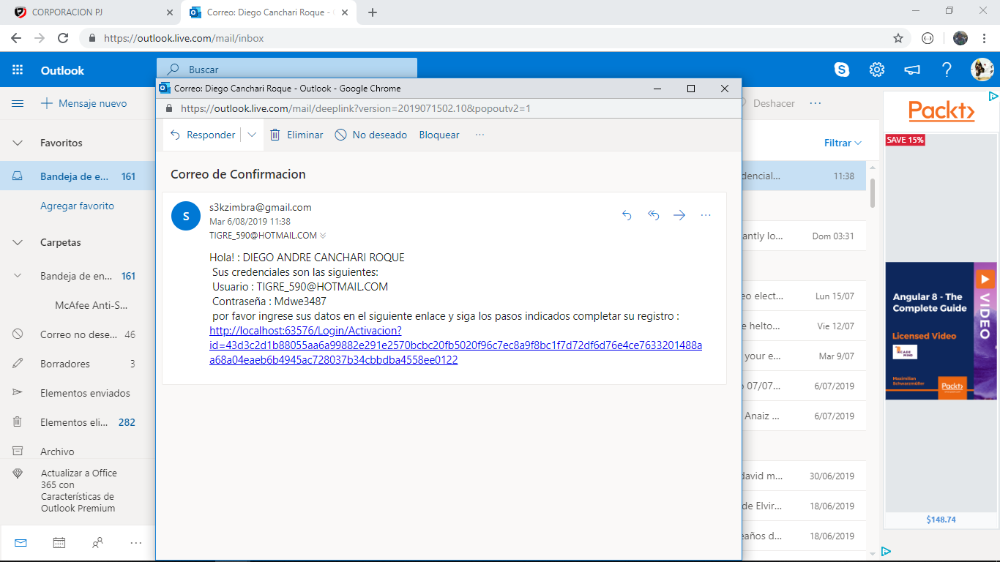 CORPORACION PJ
Correo: Diego Canchari Roque -
https://outlook.live.com/mail/inbox
Outlook
Buscar
Mensaje nuevo
Favoritos
Bandeja de e... 161
Agregar favorito
Carpetas
Bandeja de en... 161
McAfee Anti-S...
Correo no dese... 46
Borradores 3
Elementos enviados
Elementos eli... 282
Archivo
Actualizar a Office
365 con
Características de
Outlook Premium
Correo: Diego Canchari Roque - Outlook - Google Chrome
https://outlook.live.com/mail/deeplink?version=2019071502.10&popoutv2=1
Responder Eliminar No deseado Bloquear ...
Correo de Confirmacion
S
s3kzimbra@gmail.com
Mar 6/08/2019 11:38
TIGRE_590@HOTMAIL.COM
Hola! : DIEGO ANDRE CANCHARI ROQUE
Sus credenciales son las siguientes:
Usuario : TIGRE_590@HOTMAIL.COM
Contraseña : Mdwe3487
por favor ingrese sus datos en el siguiente enlace y siga los pasos indicados completar su registro :
http://localhost:63576/Login/Activacion?
id=43d3c2d1b88055aa6a99882e291e2570bcbc20fb5020f96c7ec8a9f8bc1f7d72df6d76e4ce7633201488a
a68a04eaeb6b4945ac728037b34cbbdba4558ee0122
Deshacer ...
Filtrar
dencial... 11:38
antly lo... Dom 03:31
eo elect... Lun 15/07
e helto... Vie 12/07
your e... Mar 9/07
o 07/07... 6/07/2019
Anaiz ... 6/07/2019
david m... 30/06/2019
de Elvir... 18/06/2019
eaños d... 18/06/2019
Packt>
SAVE 15%
Angular 8 - The
Complete Guide
Licensed Video
VIDEO
Maximilian
Schwarzmüller
Packt>
$148.74